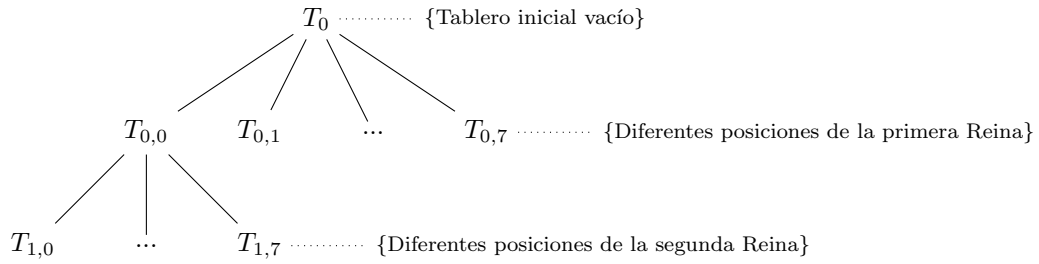 T0 {Tablero inicial vacío}
T0,0 T0,1 ... T0,7 {Diferentes posiciones de la primera Reina}
T1,0 ... T1,7 {Diferentes posiciones de la segunda Reina}